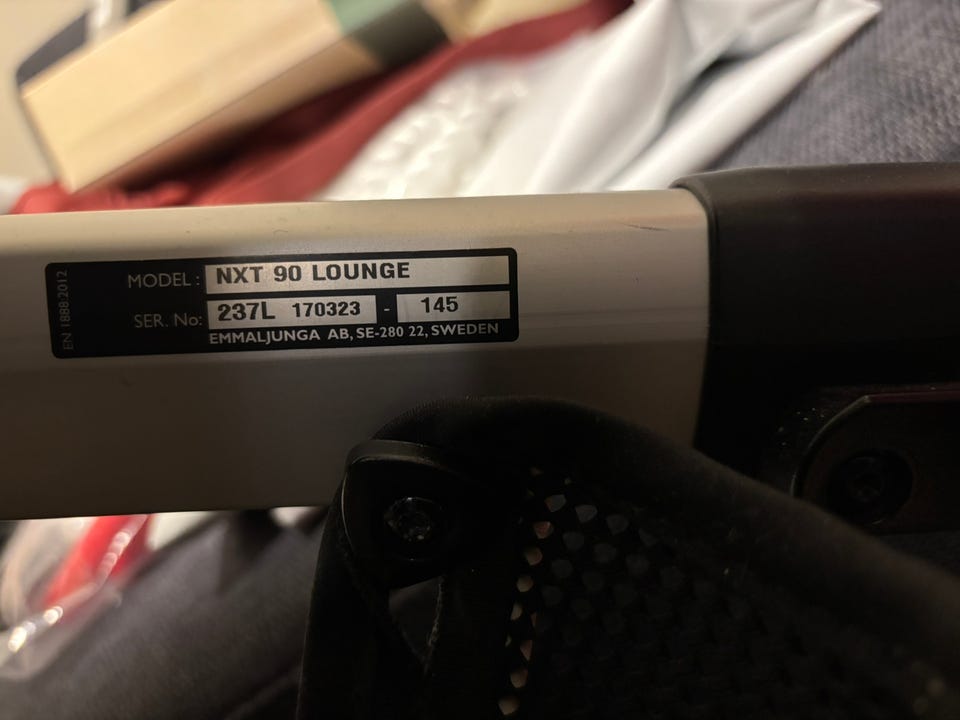 EN 1888:2012
MODEL : NXT 90 LOUNGE
SER. No: 237L 170323 - 145
EMMALJUNGA AB, SE-280 22, SWEDEN